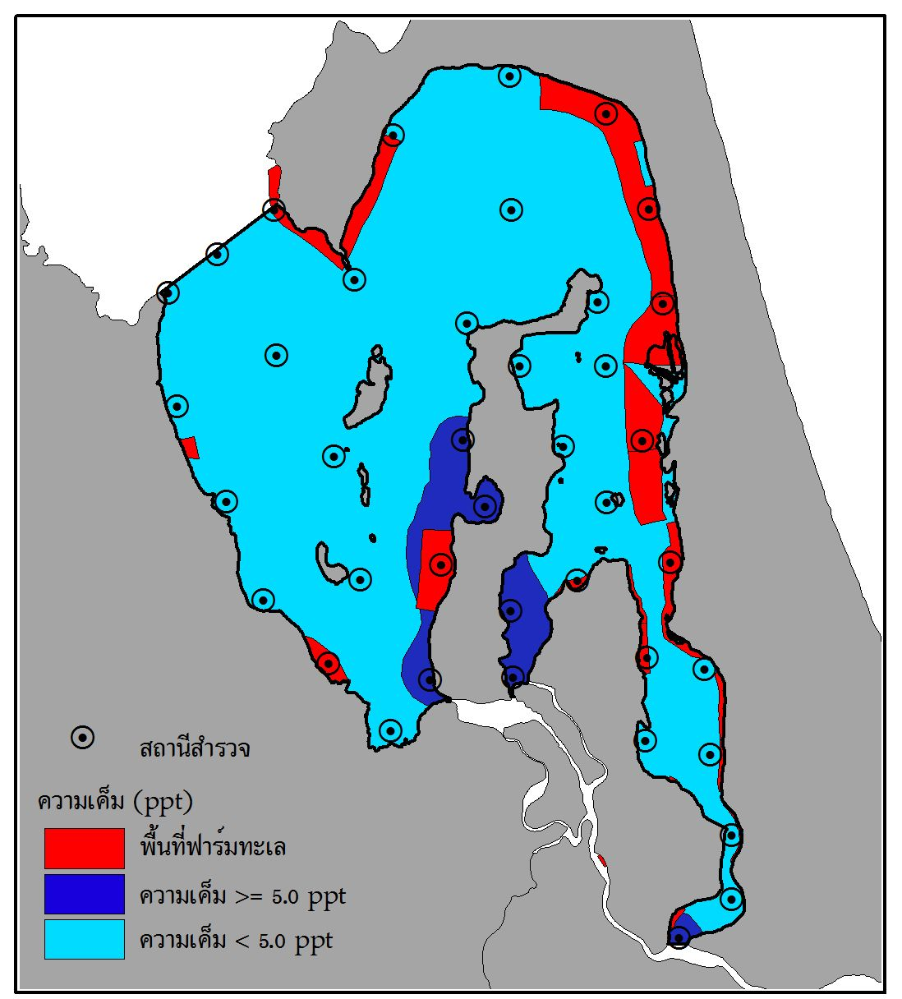 สถานีสำรวจ
ความเค็ม (ppt)
พื้นที่ฟาร์มทะเล
ความเค็ม >= 5.0 ppt
ความเค็ม < 5.0 ppt